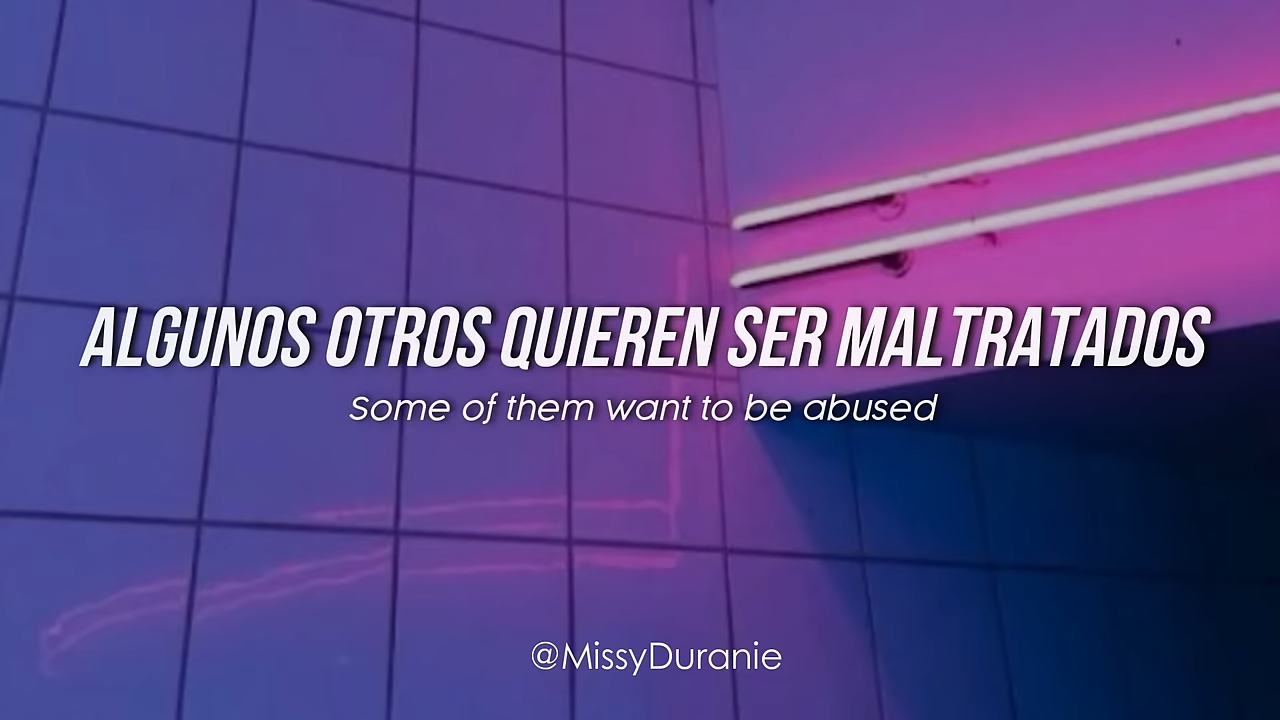 ALGUNOS OTROS QUIEREN SER MALTRATADOS
Some of them want to be abused
@MissyDuranie